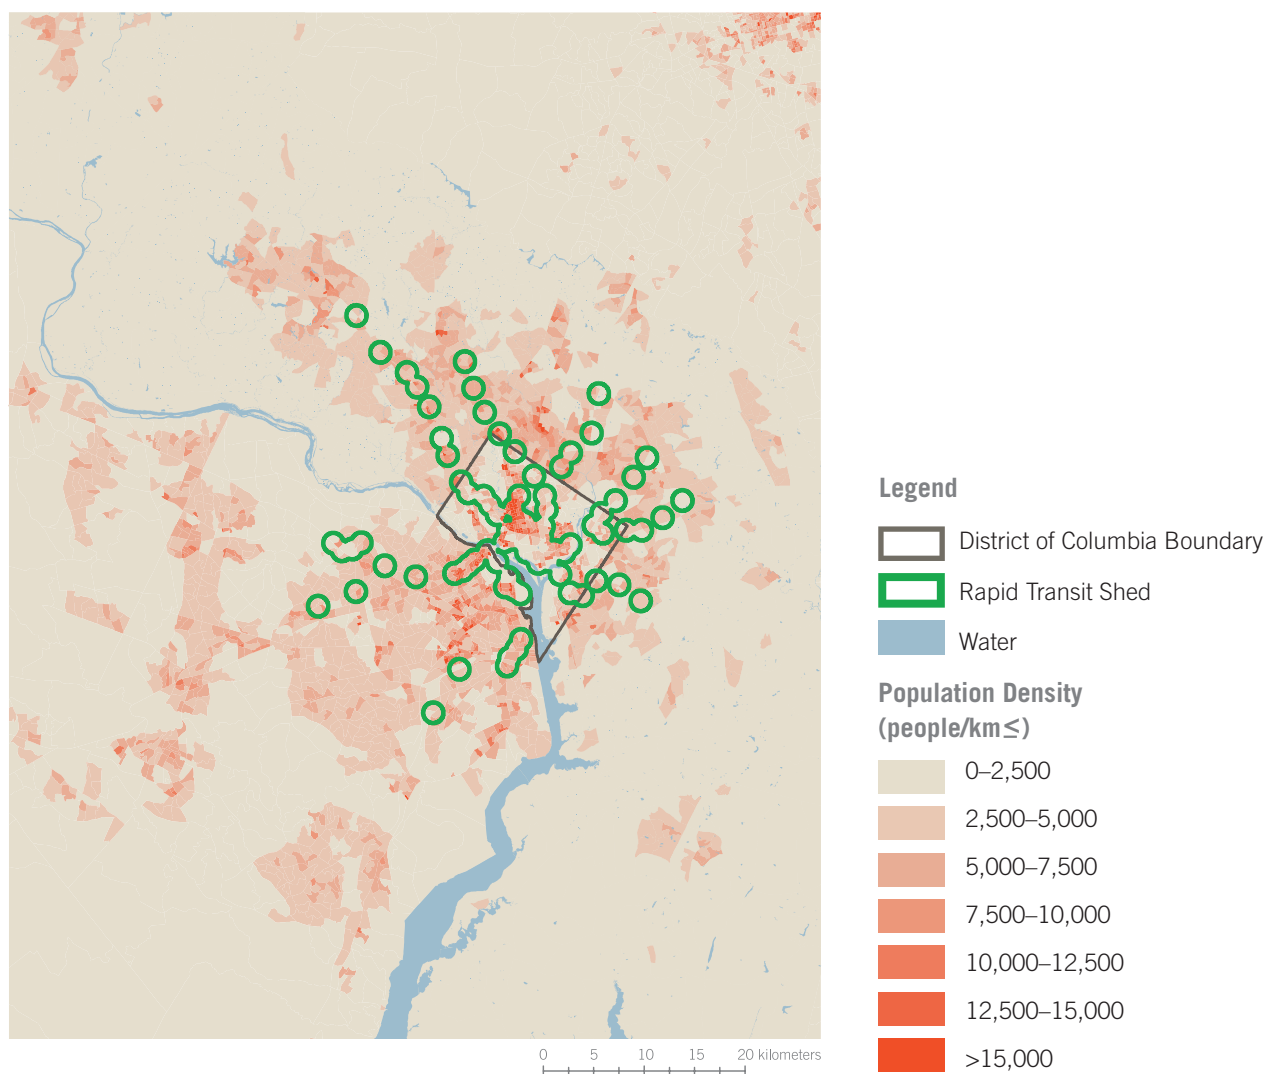 Legend
District of Columbia Boundary
Rapid Transit Shed
Water
Population Density
(people/km≤)
0–2,500
2,500–5,000
5,000–7,500
7,500–10,000
10,000–12,500
12,500–15,000
>15,000
0 5 10 15 20 kilometers